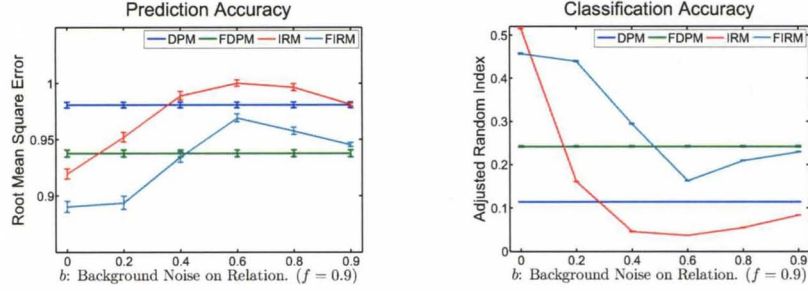 Prediction Accuracy
DPM FDPM IRM FIRM
Root Mean Square Error
1
0.95
0.9
0 0.2 0.4 0.6 0.8 0.9
b: Background Noise on Relation. (f = 0.9)
Classification Accuracy
DPM FDPM IRM FIRM
Adjusted Random Index
0.5
0.4
0.3
0.2
0.1
0
0 0.2 0.4 0.6 0.8 0.9
b: Background Noise on Relation. (f = 0.9)